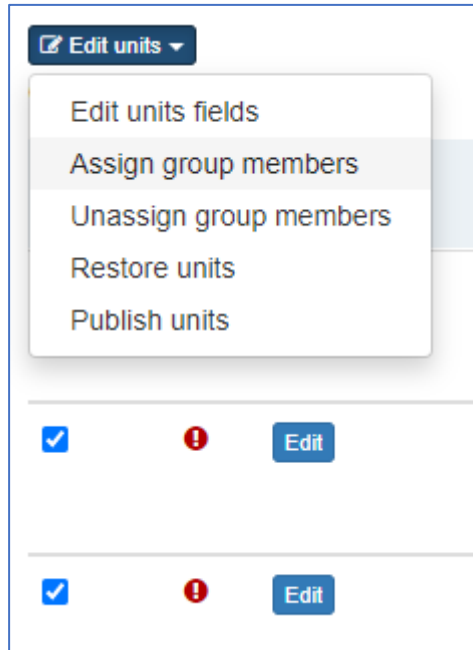 Edit units
Edit units fields
Assign group members
Unassign group members
Restore units
Publish units
Edit
Edit